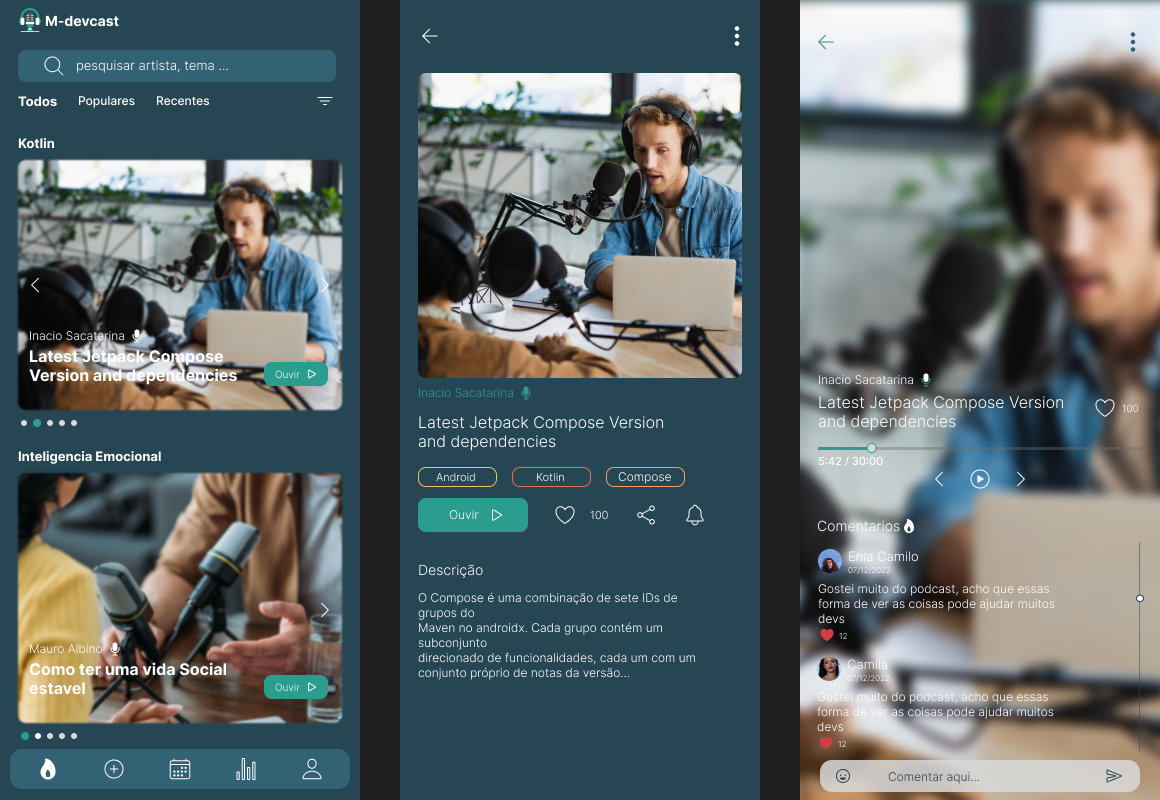 M-devcast
pesquisar artista, tema ...
Todos Populares Recentes
Kotlin
Inacio Sacatarina
Latest Jetpack Compose
Version and dependencies
Ouvir
Inteligencia Emocional
Mauro Albino
Como ter uma vida Social
estavel
Ouvir
Inacio Sacatarina
Latest Jetpack Compose Version
and dependencies
Android Kotlin Compose
Ouvir 100
Descrição
O Compose é uma combinação de sete IDs de
grupos do
Maven no androidx. Cada grupo contém um
subconjunto
direcionado de funcionalidades, cada um com um
conjunto próprio de notas da versão...
Inacio Sacatarina
Latest Jetpack Compose Version
and dependencies
100
5:42 / 30:00
Comentarios
Enia Camilo
07/12/2022
Gostei muito do podcast, acho que essas
forma de ver as coisas pode ajudar muitos
devs
12
Camila
07/12/2022
Gostei muito do podcast, acho que essas
forma de ver as coisas pode ajudar muitos
devs
12
Comentar aqui...